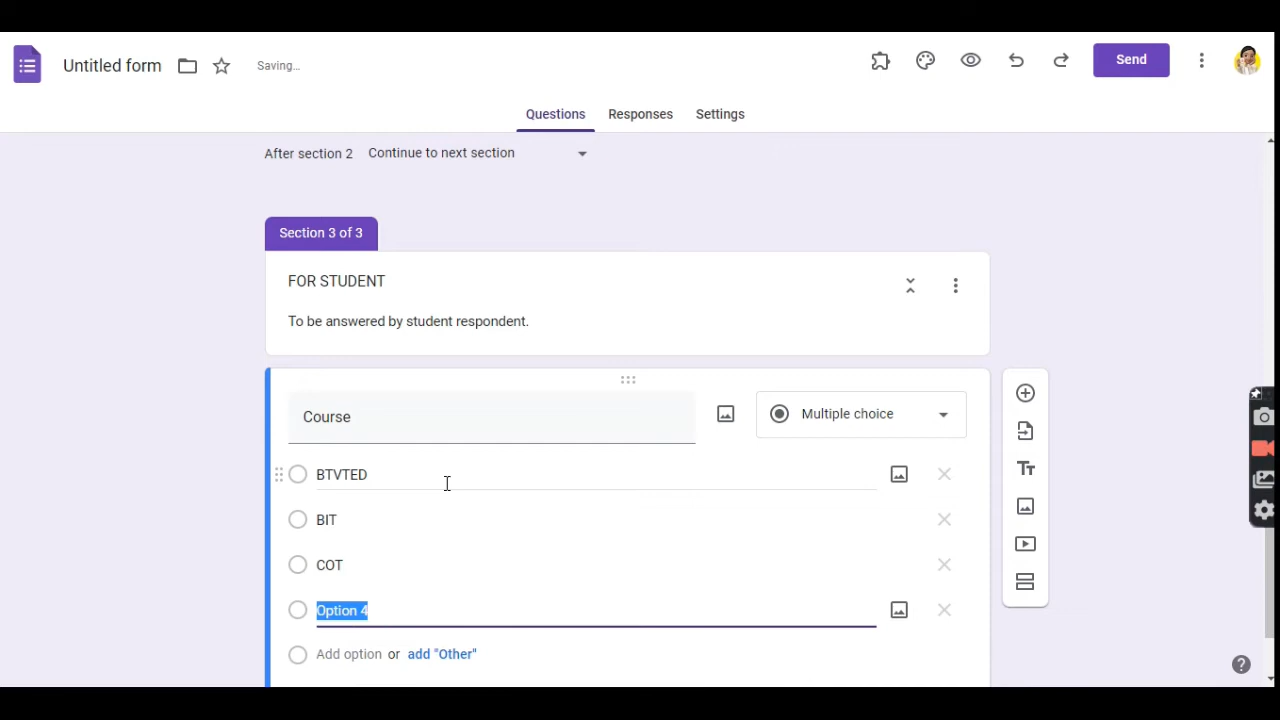 Untitled form
Saving...
Send
Questions
Responses
Settings
After section 2
Continue to next section
Section 3 of 3
FOR STUDENT
To be answered by student respondent.
Course
Multiple choice
BTVTED
BIT
COT
Option 4
Add option or add "Other"
Tт